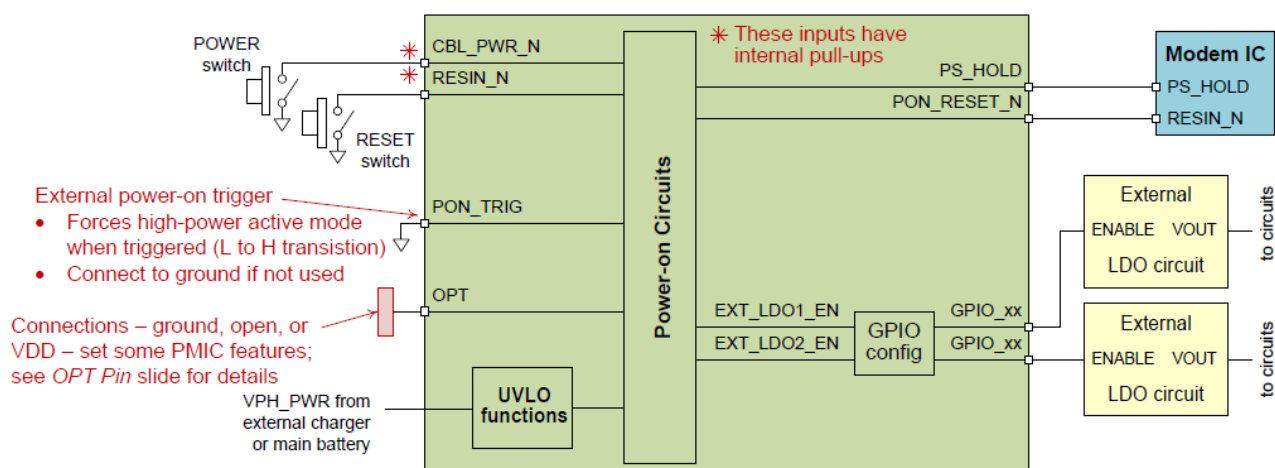 POWER
switch
CBL_PWR_N
RESIN_N
RESET
switch
* These inputs have
internal pull-ups
PS_HOLD
PON_RESET_N
Modem IC
PS_HOLD
RESIN_N
External power-on trigger
• Forces high-power active mode
when triggered (L to H transistion)
• Connect to ground if not used
PON_TRIG
OPT
Connections – ground, open, or
VDD – set some PMIC features;
see OPT Pin slide for details
VPH_PWR from
external charger
or main battery
UVLO
functions
Power-on Circuits
EXT_LDO1_EN
EXT_LDO2_EN
GPIO
config
GPIO_xx
GPIO_xx
External
ENABLE VOUT
LDO circuit
to circuits
External
ENABLE VOUT
LDO circuit
to circuits